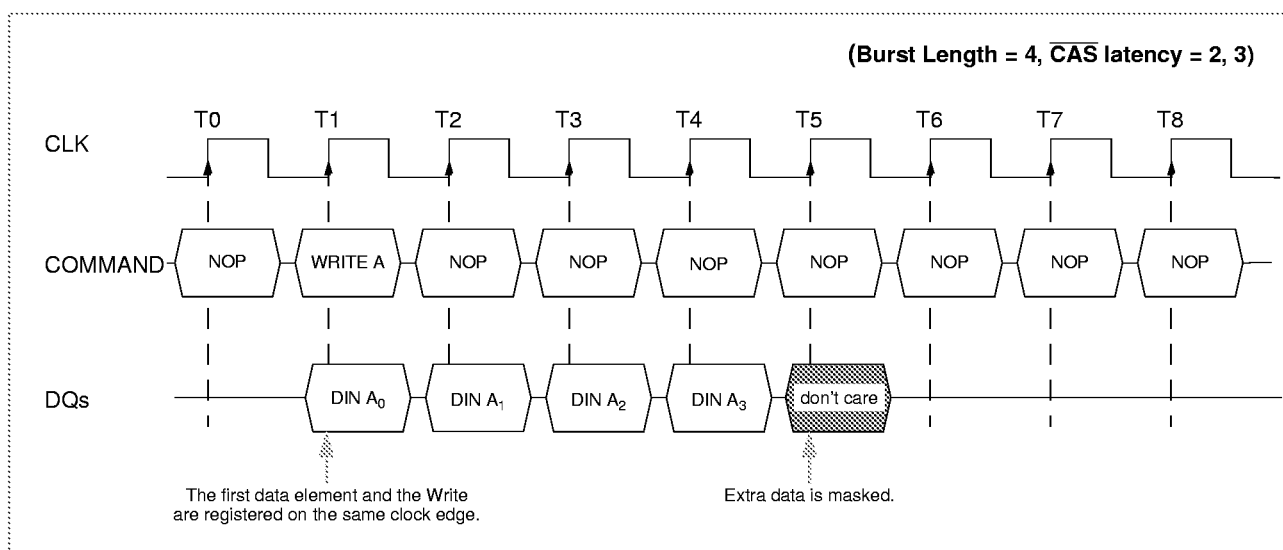 (Burst Length = 4, CAS latency = 2, 3)
T0 T1 T2 T3 T4 T5 T6 T7 T8
CLK
COMMAND NOP WRITE A NOP NOP NOP NOP NOP NOP NOP
DQs DIN A0 DIN A1 DIN A2 DIN A3 don't care
The first data element and the Write
are registered on the same clock edge.
Extra data is masked.